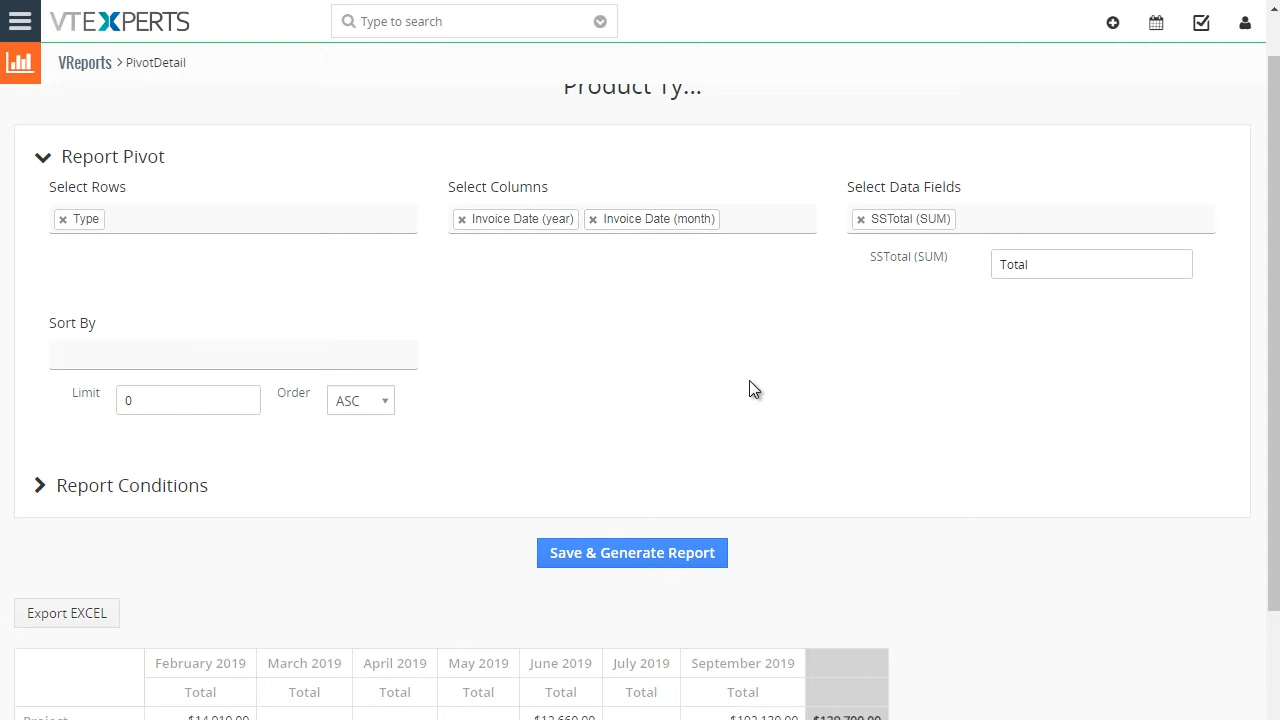 VTEXPERTS
Type to search
VReports > PivotDetail
Product Ty...
Report Pivot
Select Rows
Select Columns
Select Data Fields
× Type
× Invoice Date (year)
× Invoice Date (month)
× SSTotal (SUM)
SSTotal (SUM)
Total
Sort By
Limit
0
Order
ASC
Report Conditions
Save & Generate Report
Export EXCEL
February 2019
March 2019
April 2019
May 2019
June 2019
July 2019
September 2019
Total
Total
Total
Total
Total
Total
Total
Project